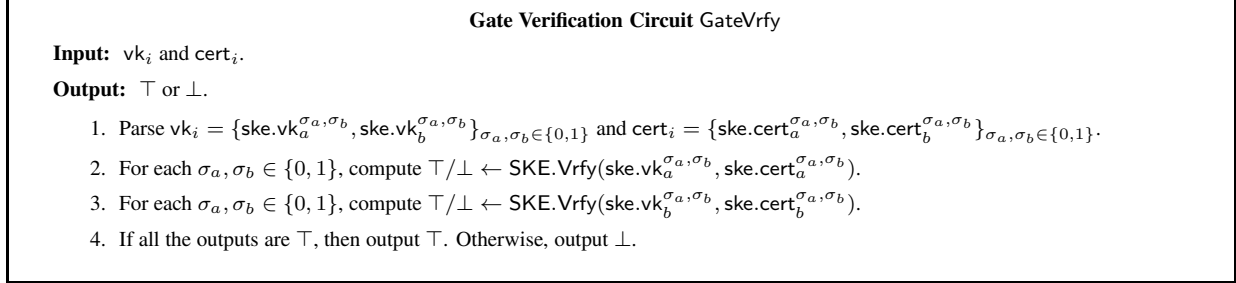 Gate Verification Circuit GateVrfy
Input: vk_i and cert_i.
Output: ⊤ or ⊥.
1. Parse vk_i = {ske.vk_a^{σ_a,σ_b}, ske.vk_b^{σ_a,σ_b}}_{σ_a,σ_b∈{0,1}} and cert_i = {ske.cert_a^{σ_a,σ_b}, ske.cert_b^{σ_a,σ_b}}_{σ_a,σ_b∈{0,1}}.
2. For each σ_a, σ_b ∈ {0, 1}, compute ⊤/⊥ ← SKE.Vrfy(ske.vk_a^{σ_a,σ_b}, ske.cert_a^{σ_a,σ_b}).
3. For each σ_a, σ_b ∈ {0, 1}, compute ⊤/⊥ ← SKE.Vrfy(ske.vk_b^{σ_a,σ_b}, ske.cert_b^{σ_a,σ_b}).
4. If all the outputs are ⊤, then output ⊤. Otherwise, output ⊥.